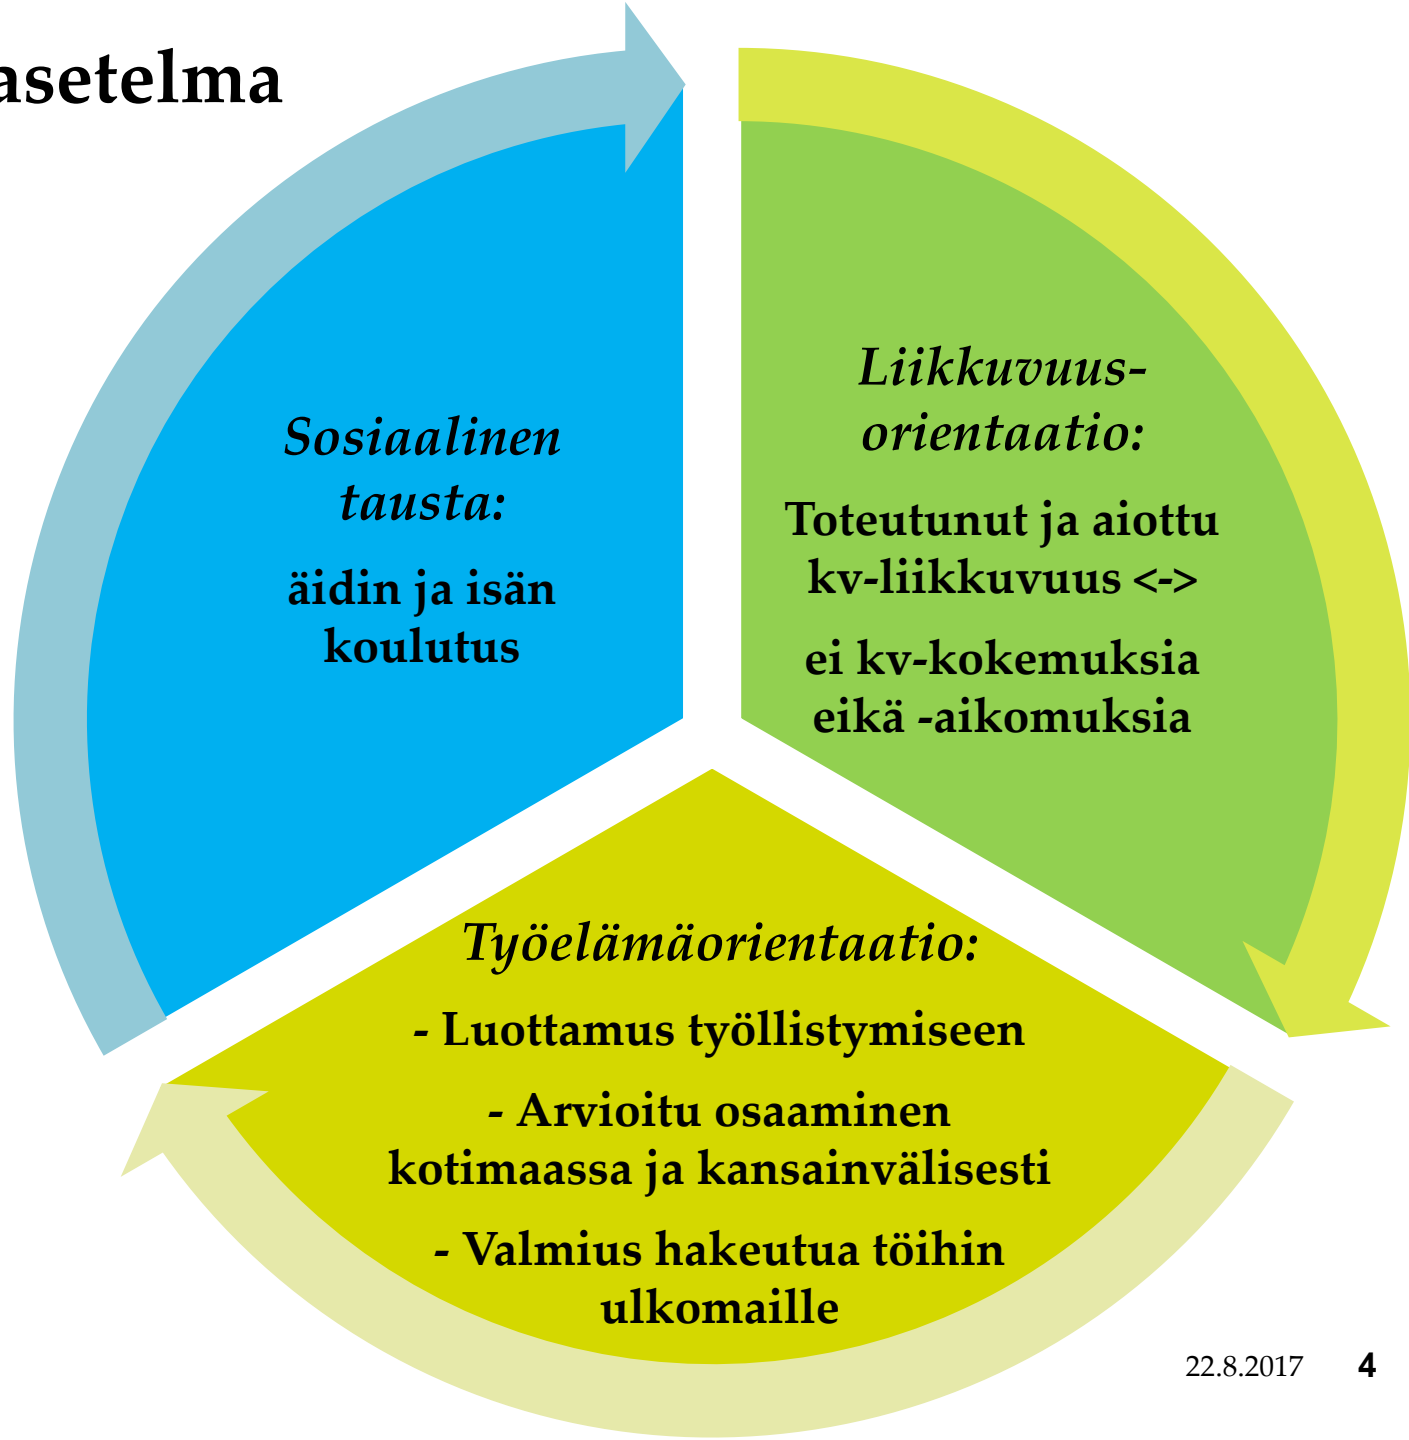 asetelma
Sosiaalinen
tausta:
äidin ja isän
koulutus
Liikkuvuus-
orientaatio:
Toteutunut ja aiottu
kv-liikkuvuus <->
ei kv-kokemuksia
eikä -aikomuksia
Työelämäorientaatio:
- Luottamus työllistymiseen
- Arvioitu osaaminen
kotimaassa ja kansainvälisesti
- Valmius hakeutua töihin
ulkomaille
22.8.2017 4